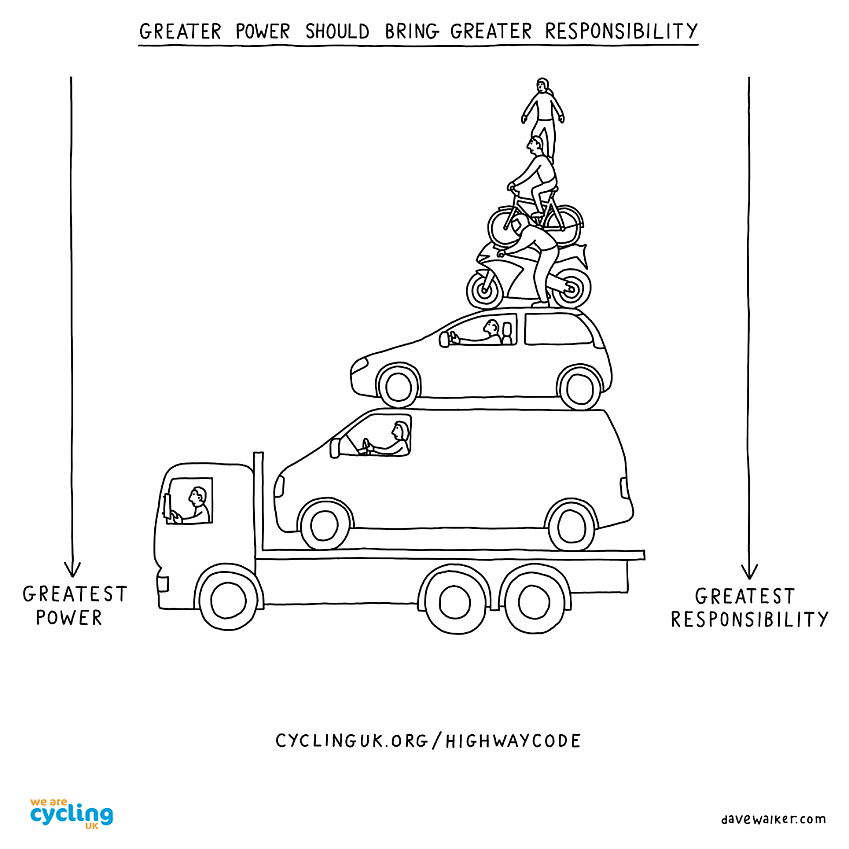 GREATER POWER SHOULD BRING GREATER RESPONSIBILITY
GREATEST
POWER
GREATEST
RESPONSIBILITY
CYCLINGUK.ORG/HIGHWAYCODE
we are
cycling
UK
davewalker.com